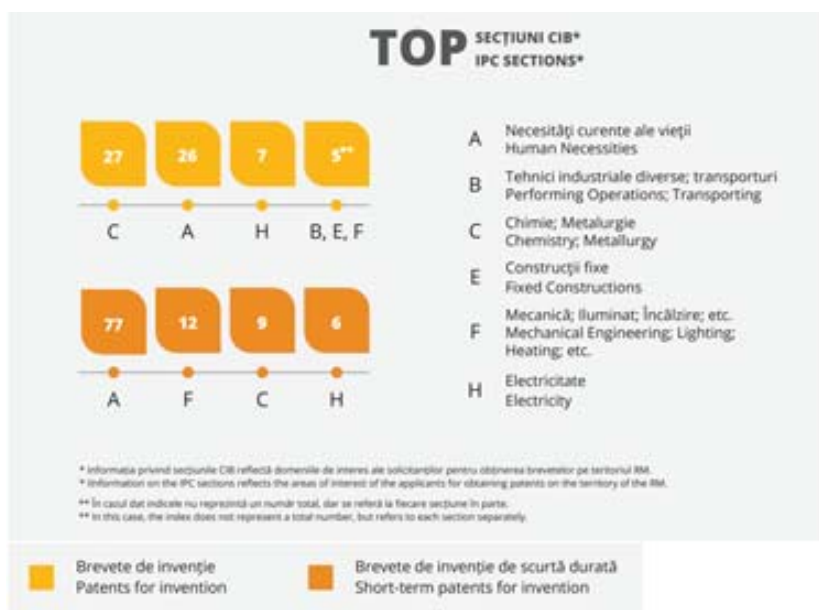 TOP SECȚIUNI CIB*
IPC SECTIONS*
27 26 7 5**
C A H B, E, F
77 12 9 6
A F C H
A Necesități curente ale vieții
Human Necessities
B Tehnici industriale diverse; transporturi
Performing Operations; Transporting
C Chimie; Metalurgie
Chemistry; Metallurgy
E Construcții fixe
Fixed Constructions
F Mecanică; Iluminat; Încălzire; etc.
Mechanical Engineering; Lighting;
Heating; etc.
H Electricitate
Electricity
* Informația privind secțiunile CIB reflectă domeniile de interes ale solicitanților pentru obținerea brevetelor pe teritoriul RM.
* Information on the IPC sections reflects the areas of interest of the applicants for obtaining patents on the territory of the RM.
** În cazul dat indicele nu reprezintă un număr total, dar se referă la fiecare secțiune în parte.
** In this case, the index does not represent a total number, but refers to each section separately.
Brevete de invenție
Patents for invention
Brevete de invenție de scurtă durată
Short-term patents for invention